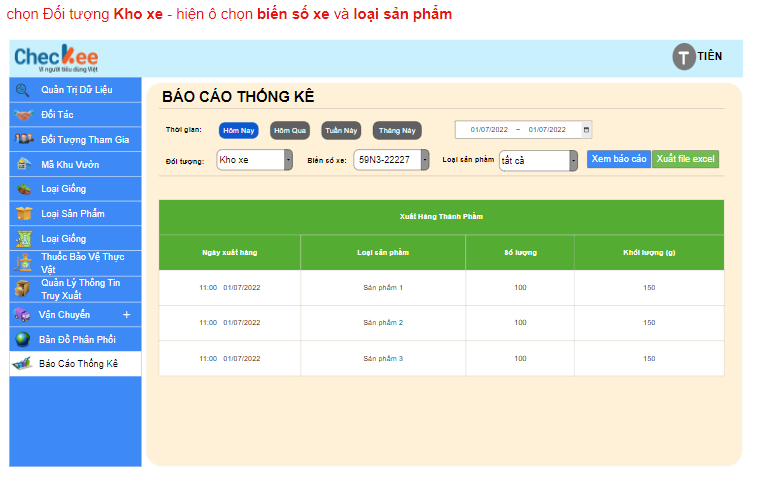 chọn Đối tượng Kho xe - hiện ô chọn biến số xe và loại sản phẩm
Checkee
Vì người tiêu dùng Việt
T TIÊN
Quản Trị Dữ Liệu
Đối Tác
Đối Tượng Tham Gia
Mã Khu Vườn
Loại Giống
Loại Sản Phẩm
Loại Giống
Thuốc Bảo Vệ Thực
Vật
Quản Lý Thông Tin
Truy Xuất
Vận Chuyển +
Bản Đồ Phân Phối
Báo Cáo Thống Kê
BÁO CÁO THỐNG KÊ
Thời gian: Hôm Nay Hôm Qua Tuần Này Tháng Này 01/07/2022 – 01/07/2022
Đối tượng: Kho xe Biển số xe: 59N3-22227 Loại sản phẩm tất cả Xem báo cáo Xuất file excel
Xuất Hàng Thành Phẩm
Ngày xuất hàng Loại sản phẩm Số lượng Khối lượng (g)
11:00 01/07/2022 Sản phẩm 1 100 150
11:00 01/07/2022 Sản phẩm 2 100 150
11:00 01/07/2022 Sản phẩm 3 100 150